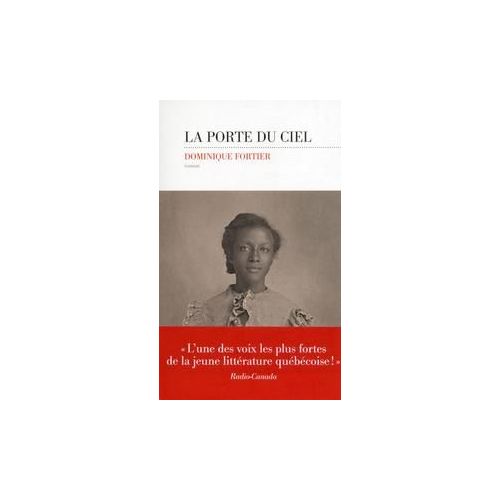 LA PORTE DU CIEL
DOMINIQUE FORTIER
roman
« L'une des voix les plus fortes
de la jeune littérature québécoise ! »
Radio-Canada